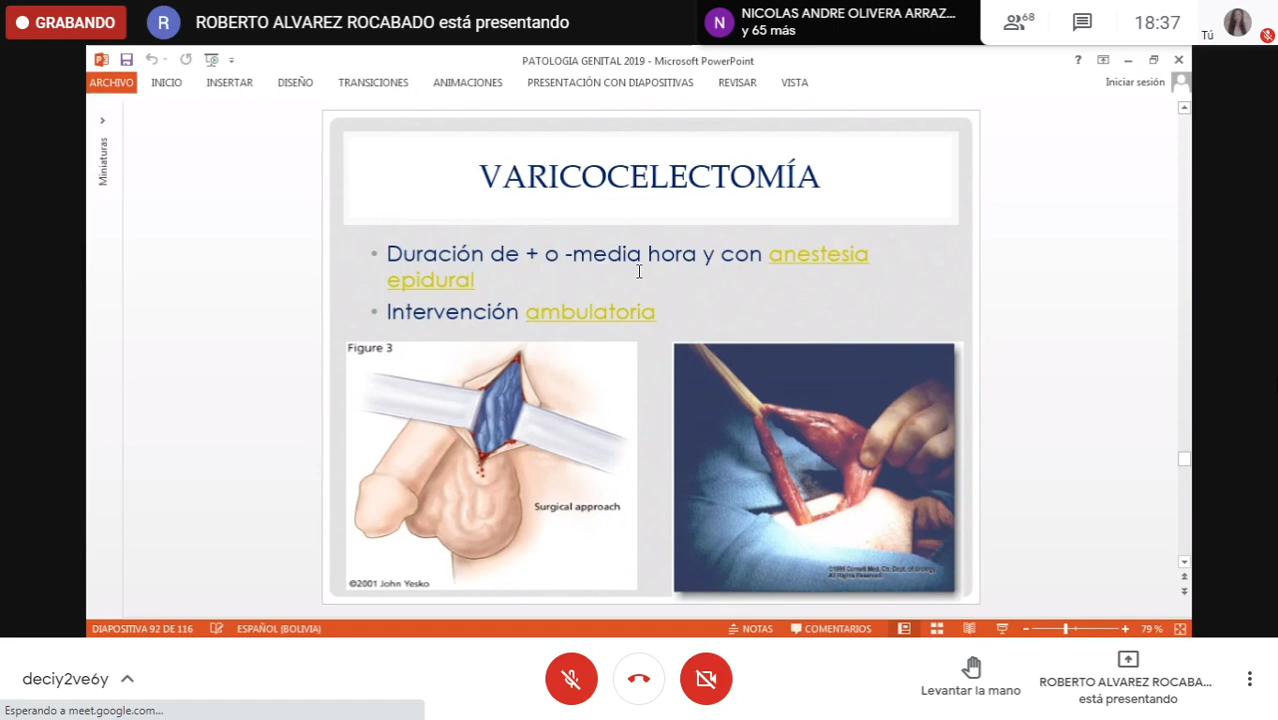 GRABANDO
R
ROBERTO ALVAREZ ROCABADO está presentando
N
NICOLAS ANDRE OLIVERA ARRAZ...
y 65 más
68
18:37
Tú
PATOLOGIA GENITAL 2019 - Microsoft PowerPoint
?
ARCHIVO INICIO INSERTAR DISEÑO TRANSICIONES ANIMACIONES PRESENTACIÓN CON DIAPOSITIVAS REVISAR VISTA
Iniciar sesión
Miniaturas
VARICOCELECTOMÍA
• Duración de + o -media hora y con anestesia
epidural
• Intervención ambulatoria
Figure 3
Surgical approach
©2001 John Yesko
All Rights Reserved.
DIAPOSITIVA 92 DE 116 ESPAÑOL (BOLIVIA) NOTAS COMENTARIOS 79 %
deciy2ve6y
Levantar la mano
ROBERTO ALVAREZ ROCABA...
está presentando
Esperando a meet.google.com...